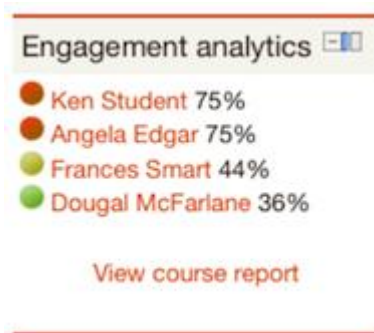 Engagement analytics
Ken Student 75%
Angela Edgar 75%
Frances Smart 44%
Dougal McFarlane 36%
View course report